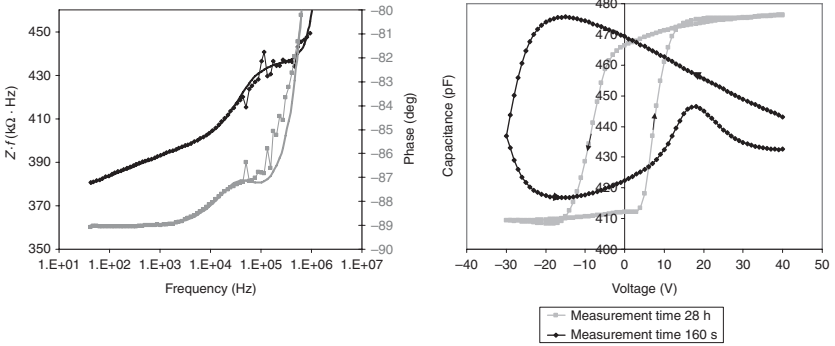 450
430
410
390
370
350
Z·f (kΩ · Hz)
−80
−81
−82
−83
−84
−85
−86
−87
−88
−89
−90
Phase (deg)
1.E+01 1.E+02 1.E+03 1.E+04 1.E+05 1.E+06 1.E+07
Frequency (Hz)
480
470
460
450
440
430
420
410
400
Capacitance (pF)
−40 −30 −20 −10 0 10 20 30 40 50
Voltage (V)
Measurement time 28 h
Measurement time 160 s